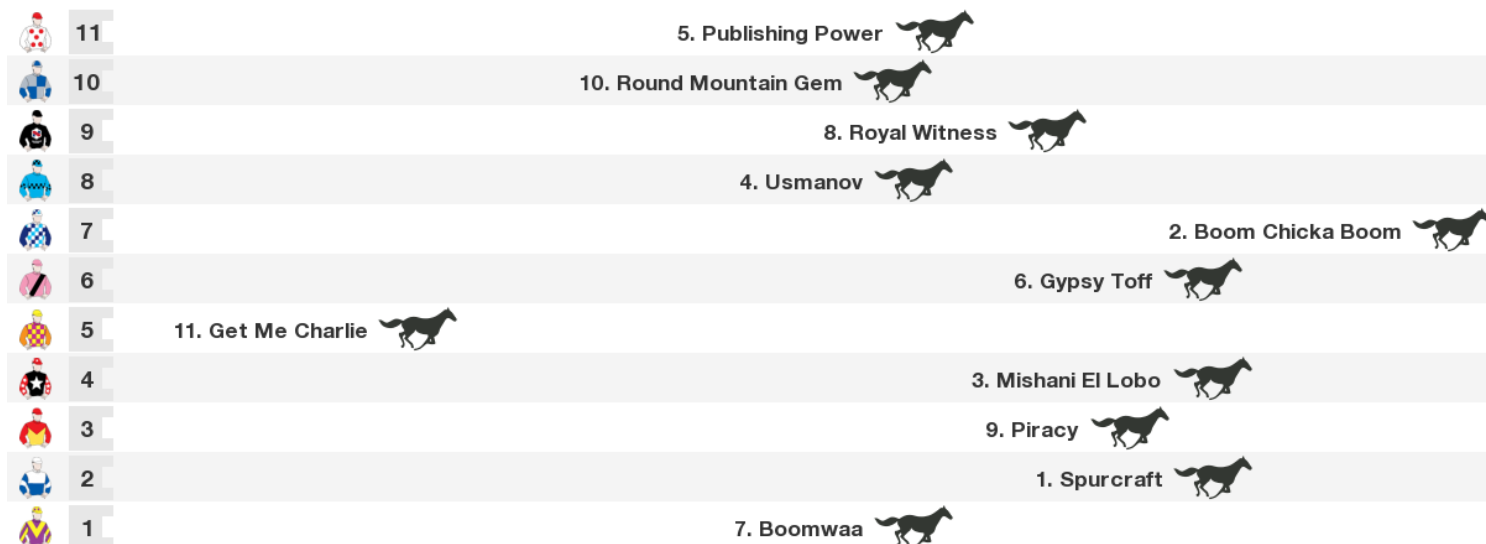 11 5. Publishing Power
10 10. Round Mountain Gem
9 8. Royal Witness
8 4. Usmanov
7 2. Boom Chicka Boom
6 6. Gypsy Toff
5 11. Get Me Charlie
4 3. Mishani El Lobo
3 9. Piracy
2 1. Spurcraft
1 7. Boomwaa